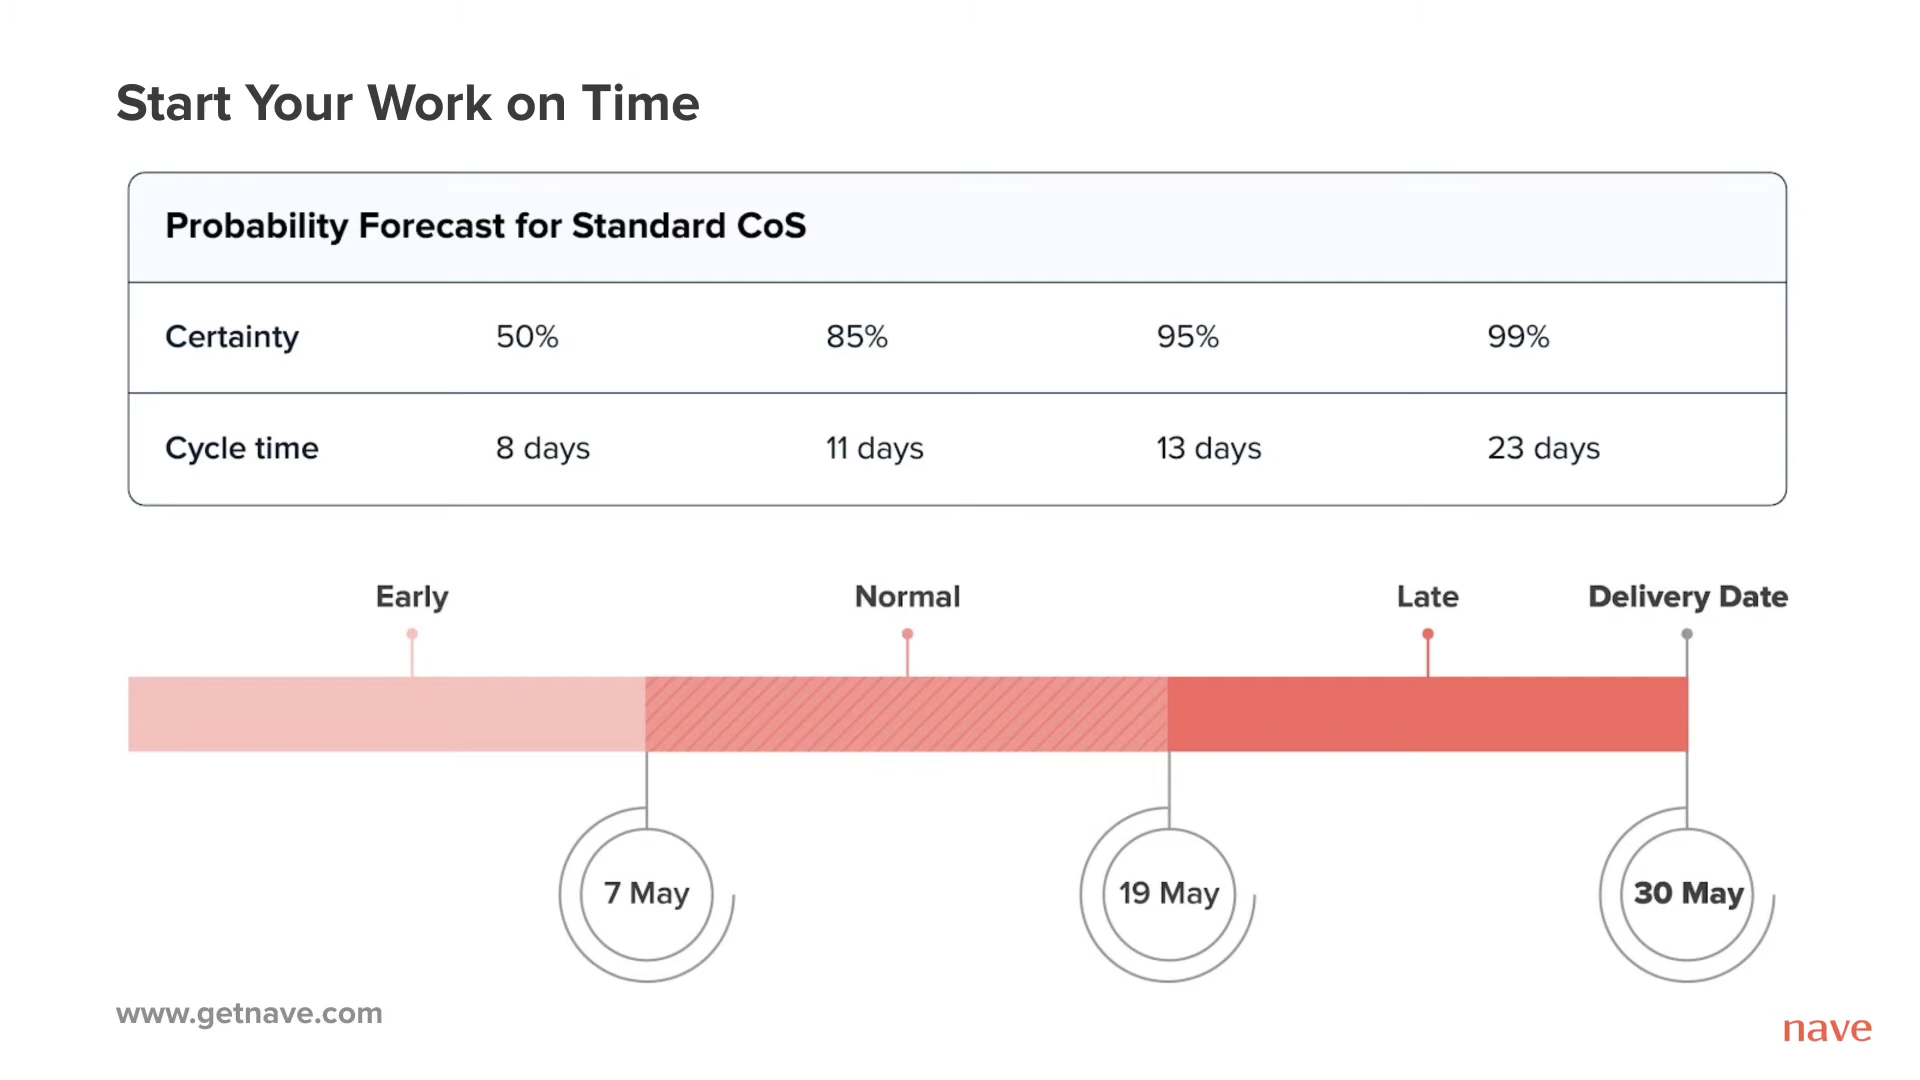 Start Your Work on Time
Probability Forecast for Standard CoS
Certainty 50% 85% 95% 99%
Cycle time 8 days 11 days 13 days 23 days
Early Normal Late Delivery Date
7 May 19 May 30 May
www.getnave.com
nave